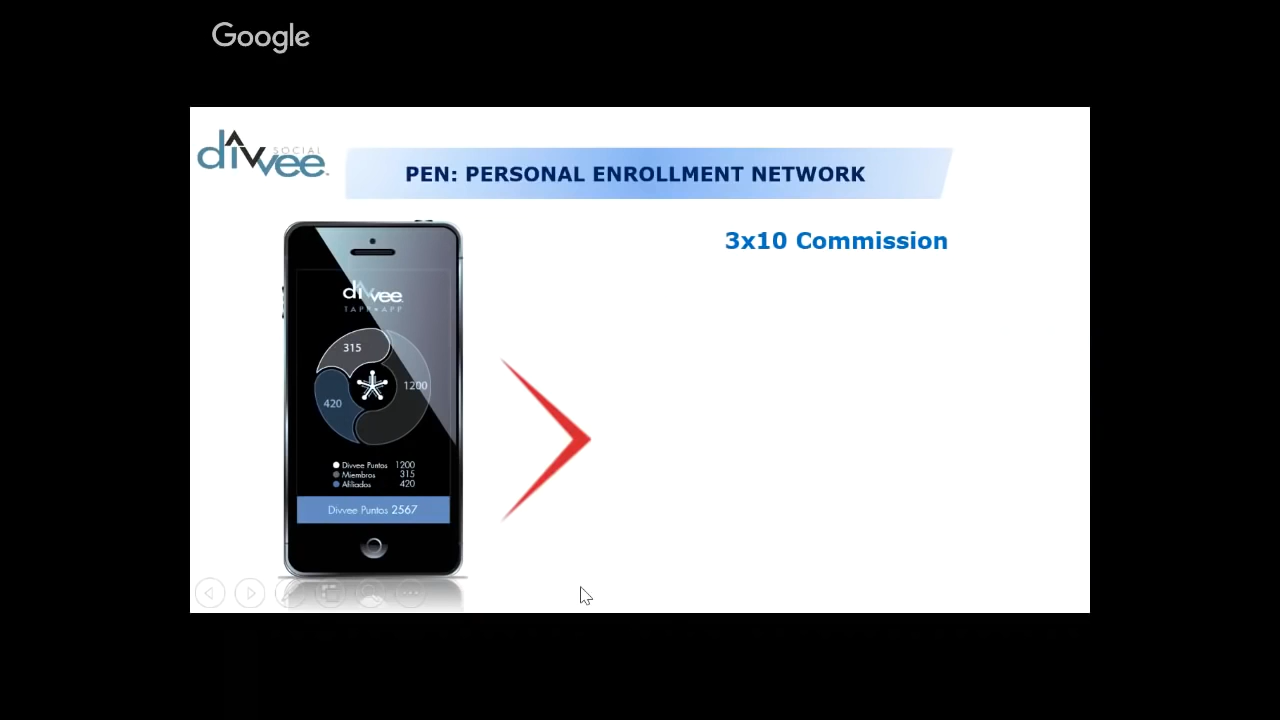 Google
divvee
SOCIAL
PEN: PERSONAL ENROLLMENT NETWORK
3x10 Commission
divvee
TAPP APP
315
1200
420
Divvee Puntos 1200
Miembros 315
Afiliados 420
Divvee Puntos 2567